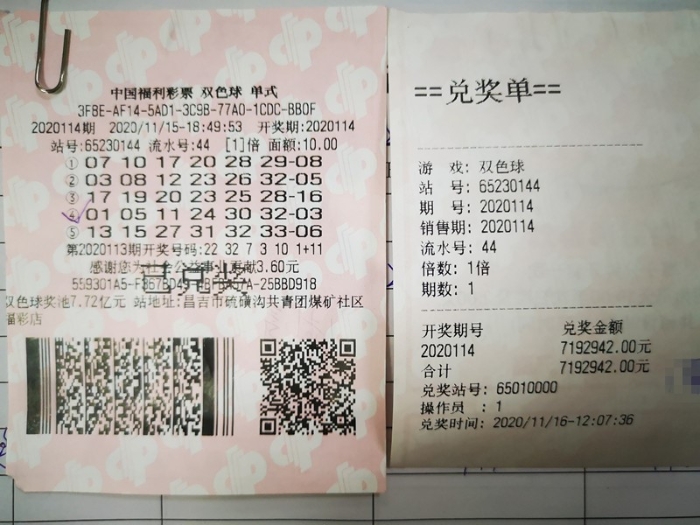 中国福利彩票 双色球 单式
3FBE-AF14-5AD1-3C9B-77A0-1CDC-BB0F
2020114期 2020/11/15-18:49:53 开奖期:2020114
站号:65230144 流水号:44 [1]倍 面额:10.00
① 07 10 17 20 28 29-08
② 03 08 12 23 26 32-05
③ 17 19 20 23 25 28-16
④ 01 05 11 24 30 32-03
⑤ 13 15 27 31 32 33-06
第2020113期开奖号码:22 32 7 3 10 1+11
感谢您为社会公益事业贡献3.60元
已兑奖
双色球奖池7.72亿元 站地址:昌吉市硫磺沟共青团煤矿社区
福彩店
==兑奖单==
游 戏: 双色球
站 号: 65230144
期 号: 2020114
销售期: 2020114
流水号: 44
倍数: 1倍
期数: 1
开奖期号 兑奖金额
2020114 7192942.00元
合计 7192942.00元
兑奖站号: 65010000
操作员 : 1
兑奖时间: 2020/11/16-12:07:36